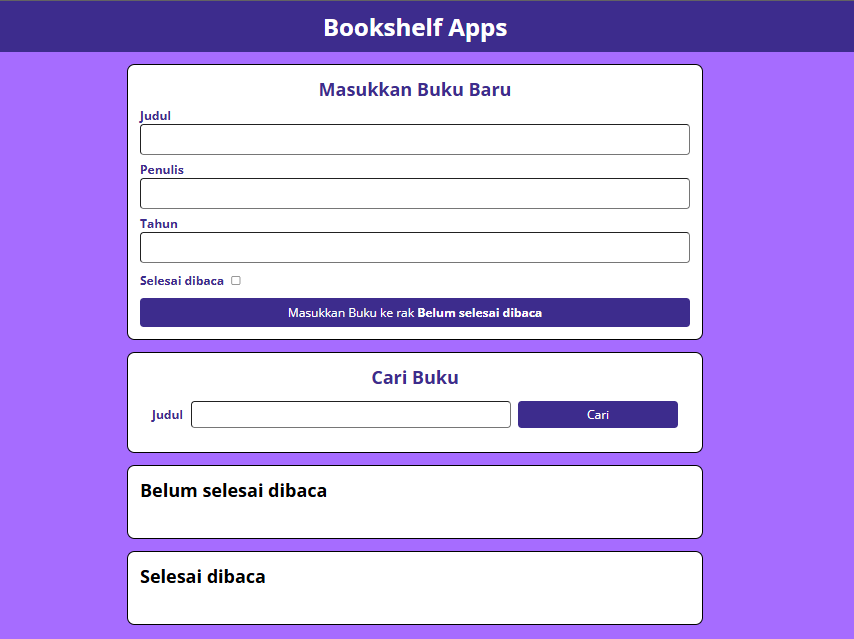 Bookshelf Apps
Masukkan Buku Baru
Judul
Penulis
Tahun
Selesai dibaca
Masukkan Buku ke rak Belum selesai dibaca
Cari Buku
Judul Cari
Belum selesai dibaca
Selesai dibaca